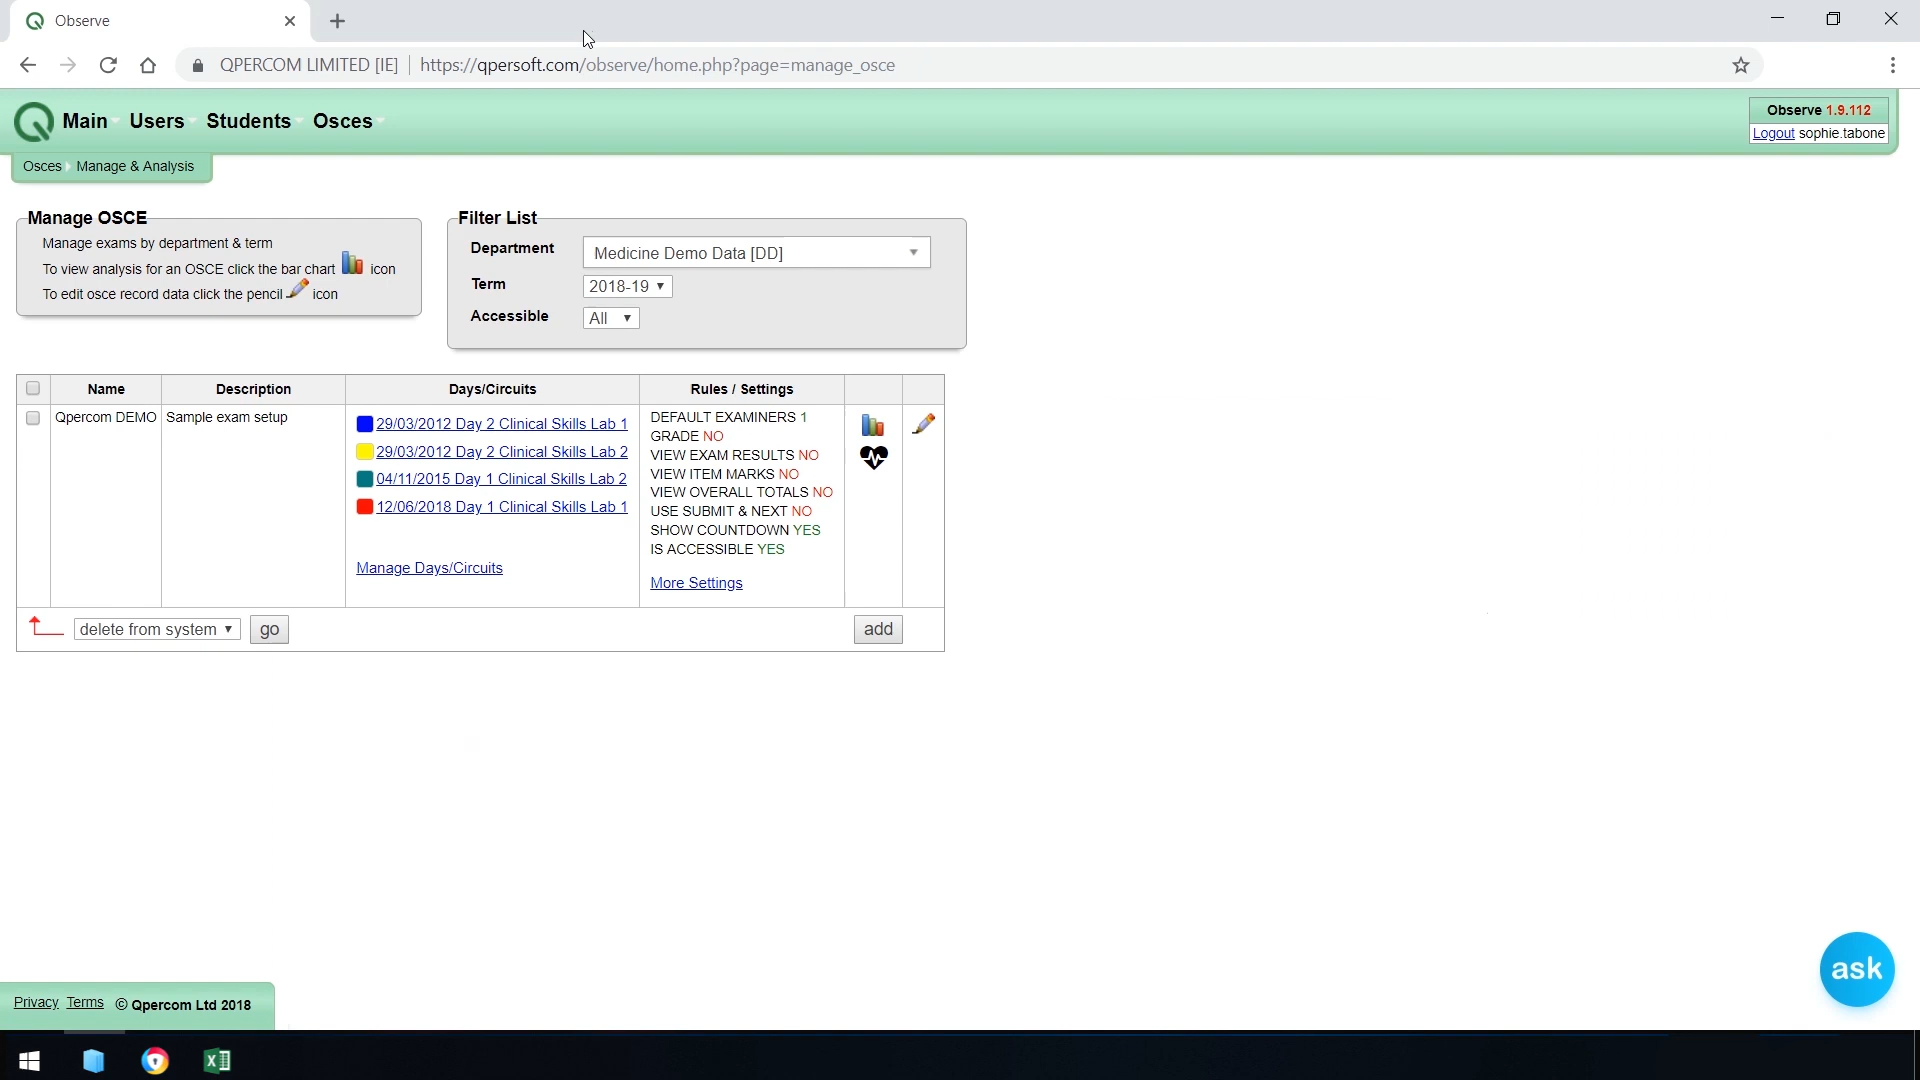 Observe
QPERCOM LIMITED [IE] https://qpersoft.com/observe/home.php?page=manage_osce
Main Users Students Osces
Observe 1.9.112
Logout sophie.tabone
Osces Manage & Analysis
Manage OSCE
Manage exams by department & term
To view analysis for an OSCE click the bar chart icon
To edit osce record data click the pencil icon
Filter List
Department Medicine Demo Data [DD]
Term 2018-19
Accessible All
Name Description Days/Circuits Rules / Settings
Qpercom DEMO Sample exam setup
29/03/2012 Day 2 Clinical Skills Lab 1
29/03/2012 Day 2 Clinical Skills Lab 2
04/11/2015 Day 1 Clinical Skills Lab 2
12/06/2018 Day 1 Clinical Skills Lab 1
Manage Days/Circuits
DEFAULT EXAMINERS 1
GRADE NO
VIEW EXAM RESULTS NO
VIEW ITEM MARKS NO
VIEW OVERALL TOTALS NO
USE SUBMIT & NEXT NO
SHOW COUNTDOWN YES
IS ACCESSIBLE YES
More Settings
delete from system go add
ask
Privacy Terms © Qpercom Ltd 2018